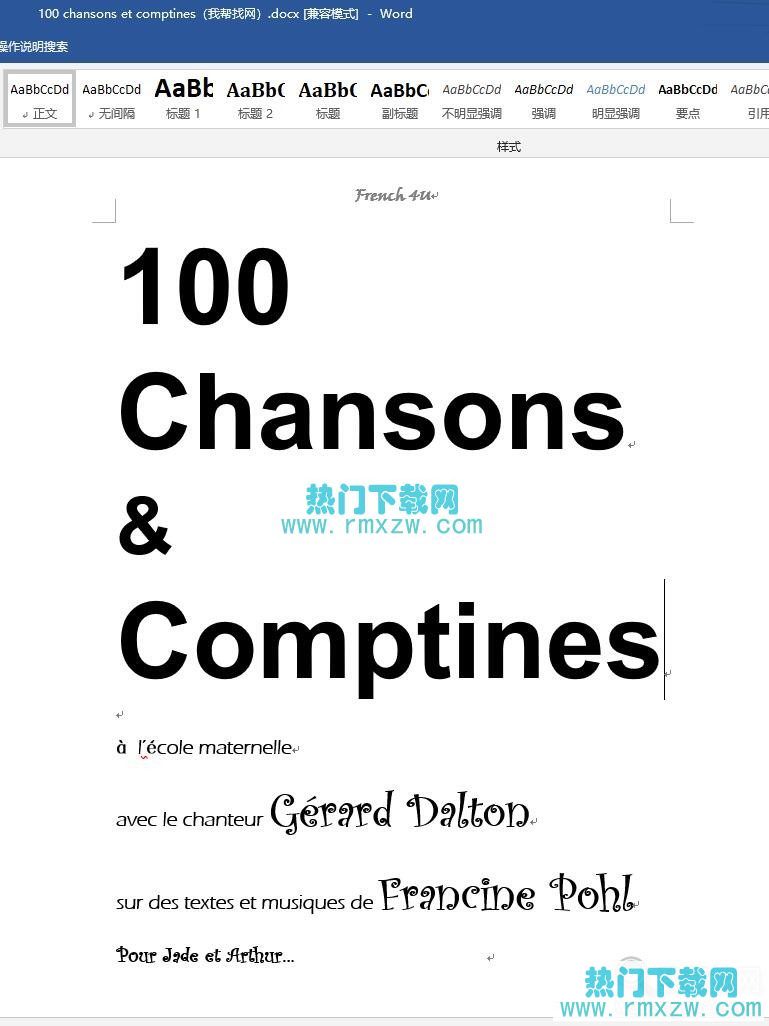 100 chansons et comptines（我帮找网）.docx [兼容模式] - Word
操作说明搜索
AaBbCcDd AaBbCcDd AaBb AaBbC AaBbC AaBbC AaBbCcDd AaBbCcDd AaBbCcDd AaBbCcDd AaBbCc
正文 无间隔 标题 1 标题 2 标题 副标题 不明显强调 强调 明显强调 要点 引用
样式
French 4U
100
Chansons
热门下载网
www.rmxzw.com
&
Comptines
à l'école maternelle
avec le chanteur Gérard Dalton
sur des textes et musiques de Francine Pohl
Pour Jade et Arthur...
热门下载网
www.rmxzw.com